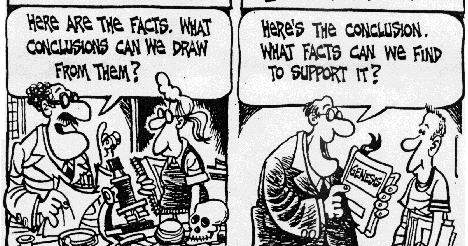 HERE ARE THE FACTS. WHAT
CONCLUSIONS CAN WE DRAW
FROM THEM?
HERE'S THE CONCLUSION.
WHAT FACTS CAN WE FIND
TO SUPPORT IT?
GENESIS